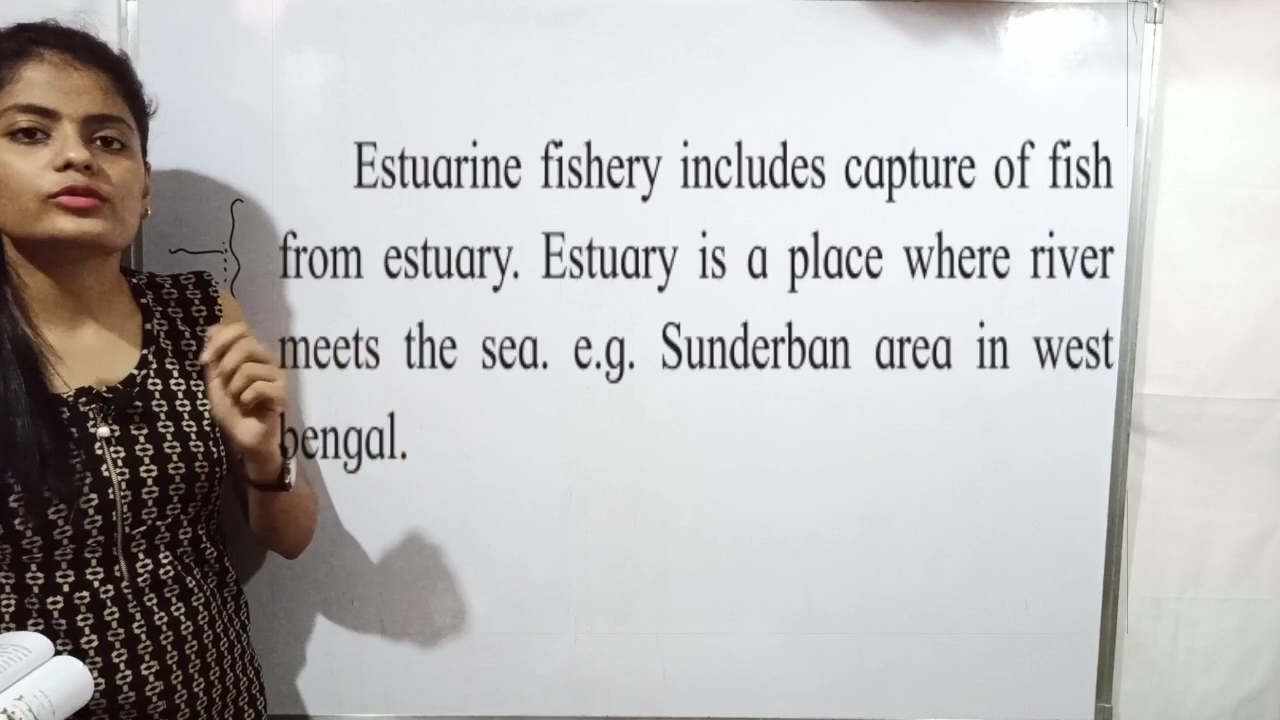 Estuarine fishery includes capture of fish
from estuary. Estuary is a place where river
meets the sea. e.g. Sunderban area in west
bengal.